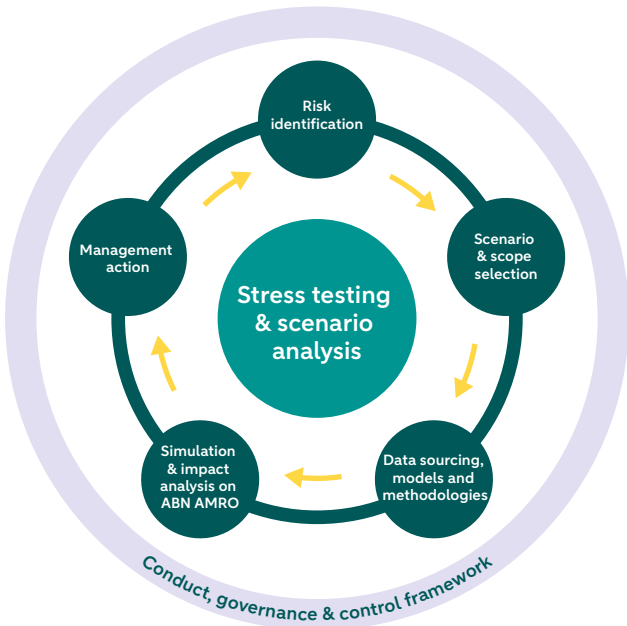 Risk
identification
Scenario
& scope
selection
Data sourcing,
models and
methodologies
Simulation
& impact
analysis on
ABN AMRO
Management
action
Stress testing
& scenario
analysis
Conduct, governance & control framework